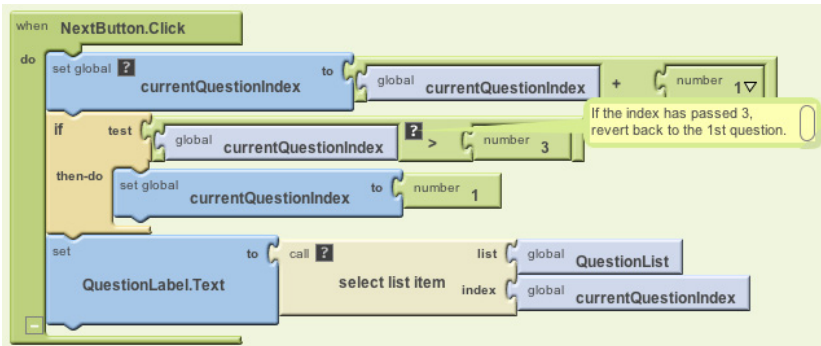 when NextButton.Click
do
set global ? currentQuestionIndex to global currentQuestionIndex + number 1
if test global currentQuestionIndex ? > number 3
If the index has passed 3,
revert back to the 1st question.
then-do set global currentQuestionIndex to number 1
set QuestionLabel.Text to call ? select list item list global QuestionList
index global currentQuestionIndex